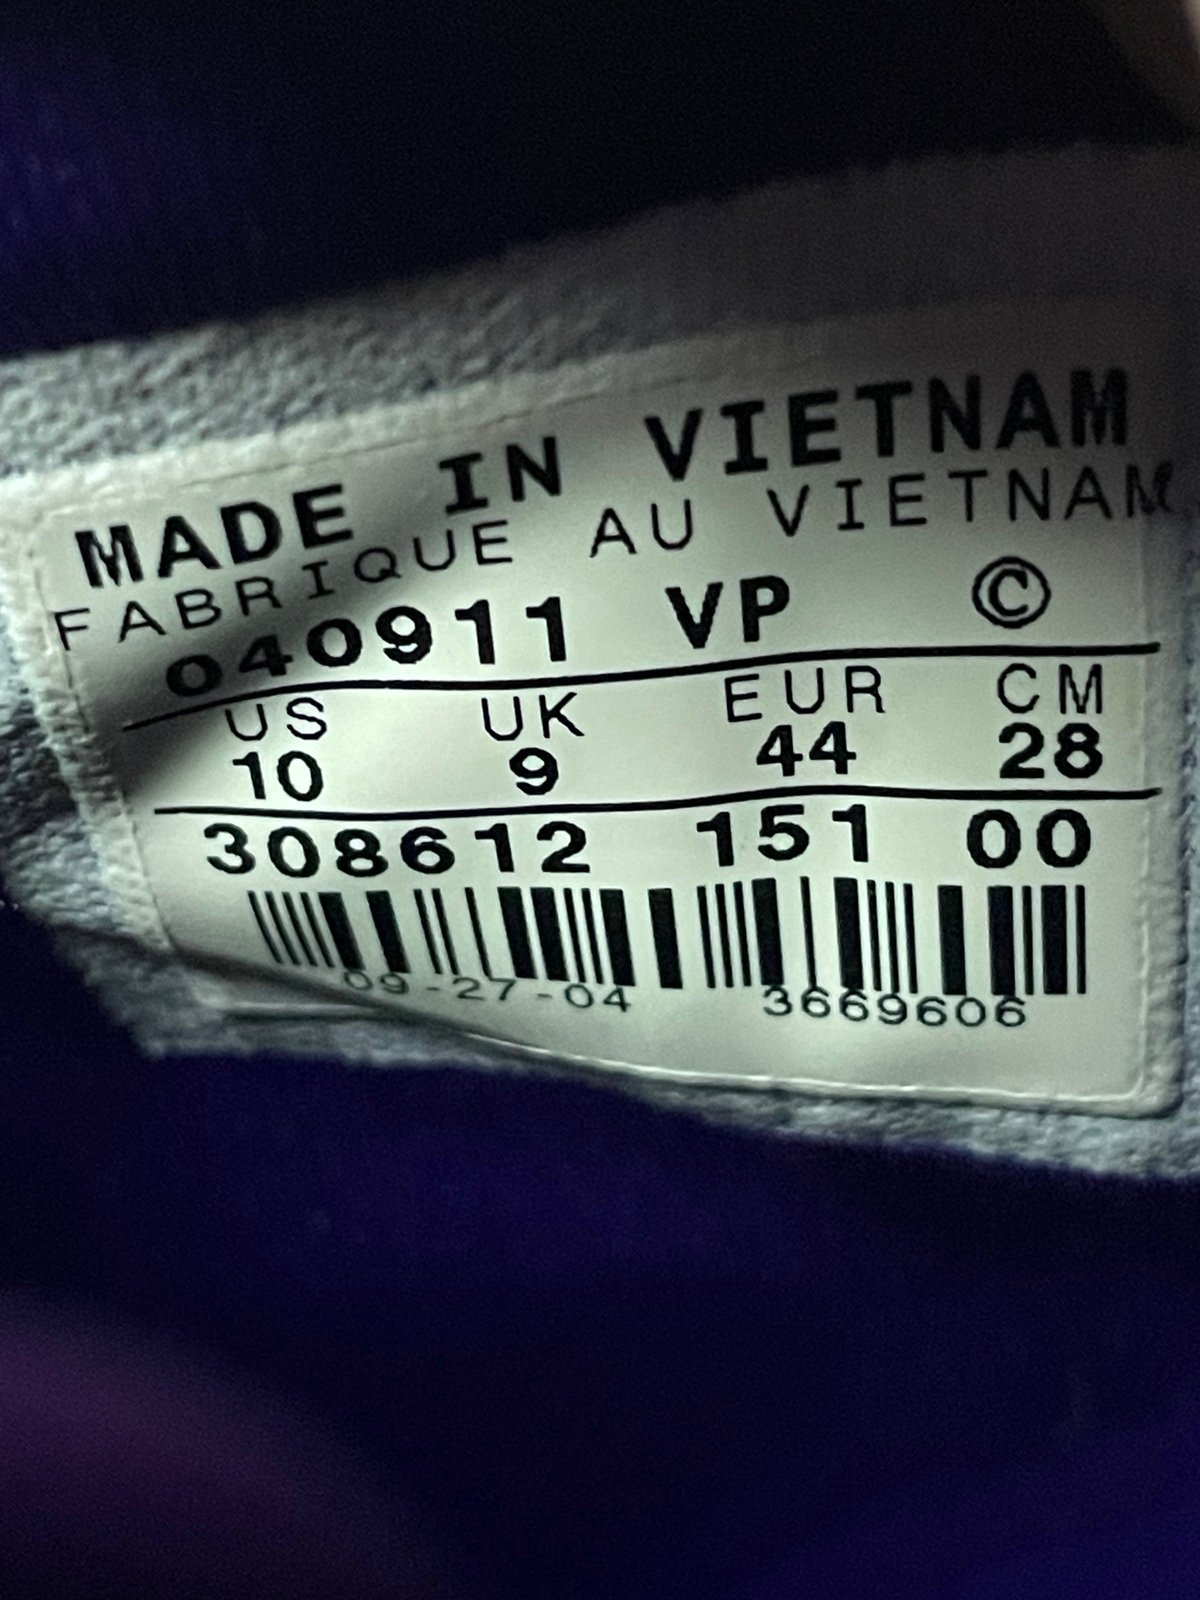 MADE IN VIETNAM
FABRIQUE AU VIETNAM
040911 VP ©
US UK EUR CM
10 9 44 28
308612 151 00
09-27-04 3669606